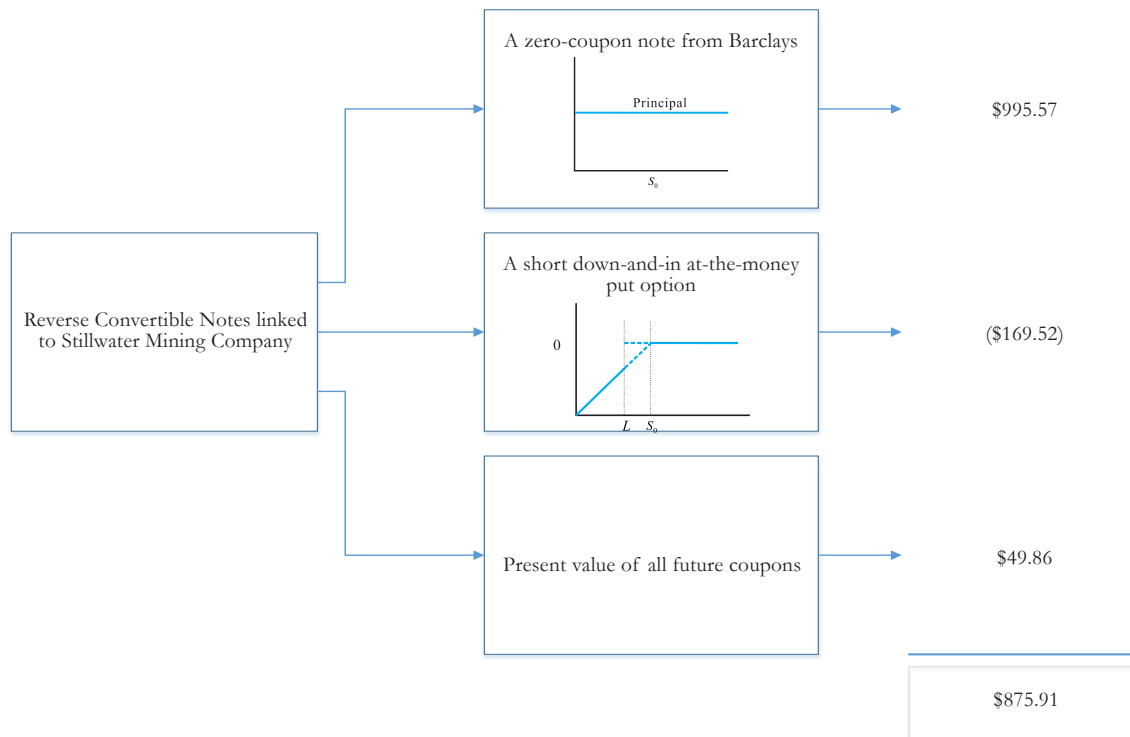 Reverse Convertible Notes linked
to Stillwater Mining Company
A zero-coupon note from Barclays
Principal
S₀
$995.57
A short down-and-in at-the-money
put option
0
L S₀
($169.52)
Present value of all future coupons
$49.86
$875.91